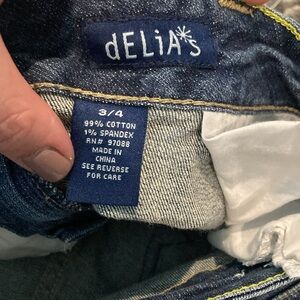 dELiA*s
3/4
99% COTTON
1% SPANDEX
RN# 97088
MADE IN
CHINA
SEE REVERSE
FOR CARE